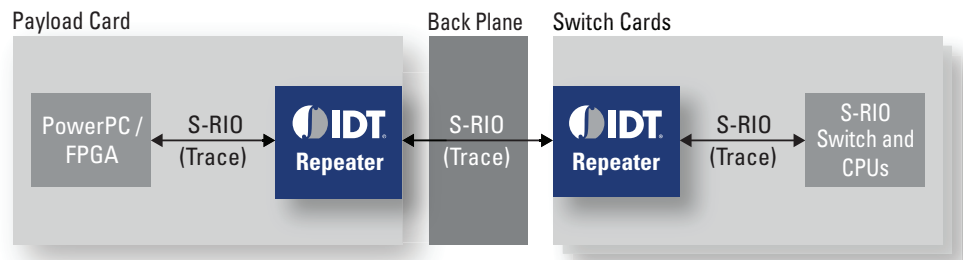 Payload Card
Back Plane
Switch Cards
PowerPC /
FPGA
S-RIO
(Trace)
IDT
Repeater
S-RIO
(Trace)
IDT
Repeater
S-RIO
(Trace)
S-RIO
Switch and
CPUs